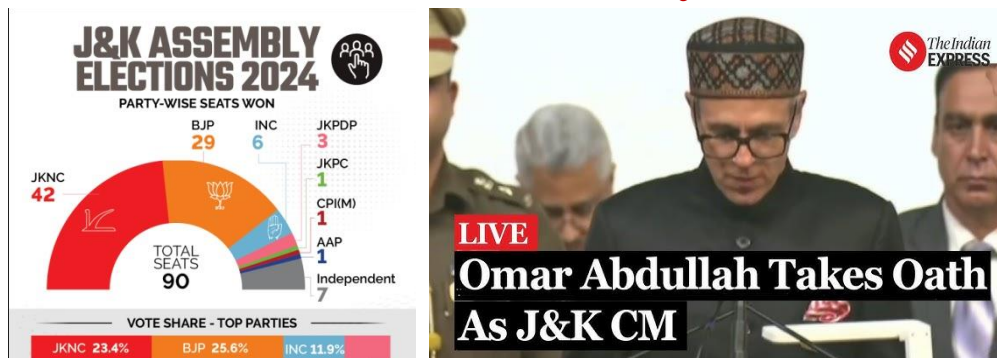 J&K ASSEMBLY
ELECTIONS 2024
PARTY-WISE SEATS WON
BJP
29
INC
6
JKPDP
3
JKNC
42
JKPC
1
CPI(M)
1
AAP
1
Independent
7
TOTAL
SEATS
90
VOTE SHARE - TOP PARTIES
JKNC 23.4%
BJP 25.6%
INC 11.9%
The Indian
EXPRESS
LIVE
Omar Abdullah Takes Oath
As J&K CM